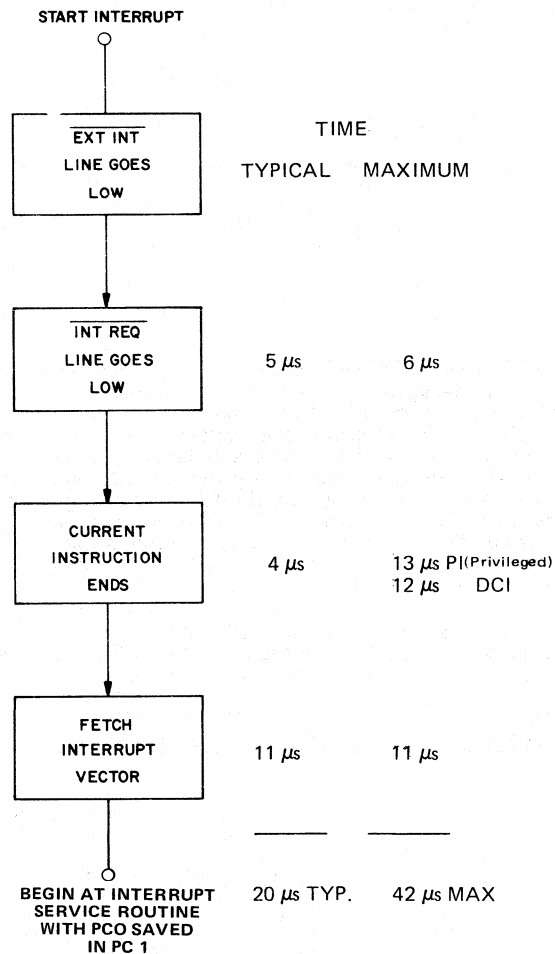 START INTERRUPT
EXT INT
LINE GOES
LOW
TIME
TYPICAL MAXIMUM
INT REQ
LINE GOES
LOW
5 µs 6 µs
CURRENT
INSTRUCTION
ENDS
4 µs 13 µs PI(Privileged)
12 µs DCI
FETCH
INTERRUPT
VECTOR
11 µs 11 µs
BEGIN AT INTERRUPT
SERVICE ROUTINE
WITH PCO SAVED
IN PC 1
20 µs TYP. 42 µs MAX